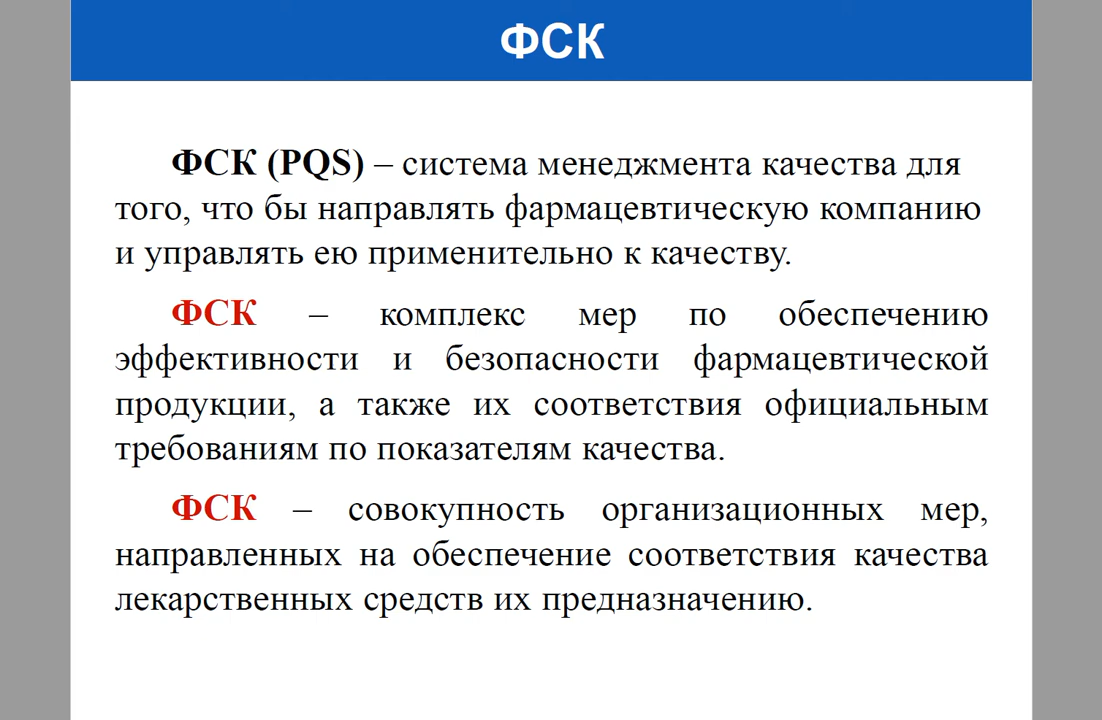 ФСК
ФСК (PQS) – система менеджмента качества для
того, что бы направлять фармацевтическую компанию
и управлять ею применительно к качеству.
ФСК – комплекс мер по обеспечению
эффективности и безопасности фармацевтической
продукции, а также их соответствия официальным
требованиям по показателям качества.
ФСК – совокупность организационных мер,
направленных на обеспечение соответствия качества
лекарственных средств их предназначению.